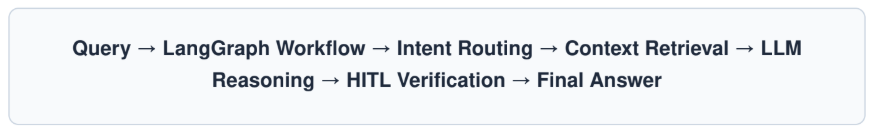 Query → LangGraph Workflow → Intent Routing → Context Retrieval → LLM
Reasoning → HITL Verification → Final Answer